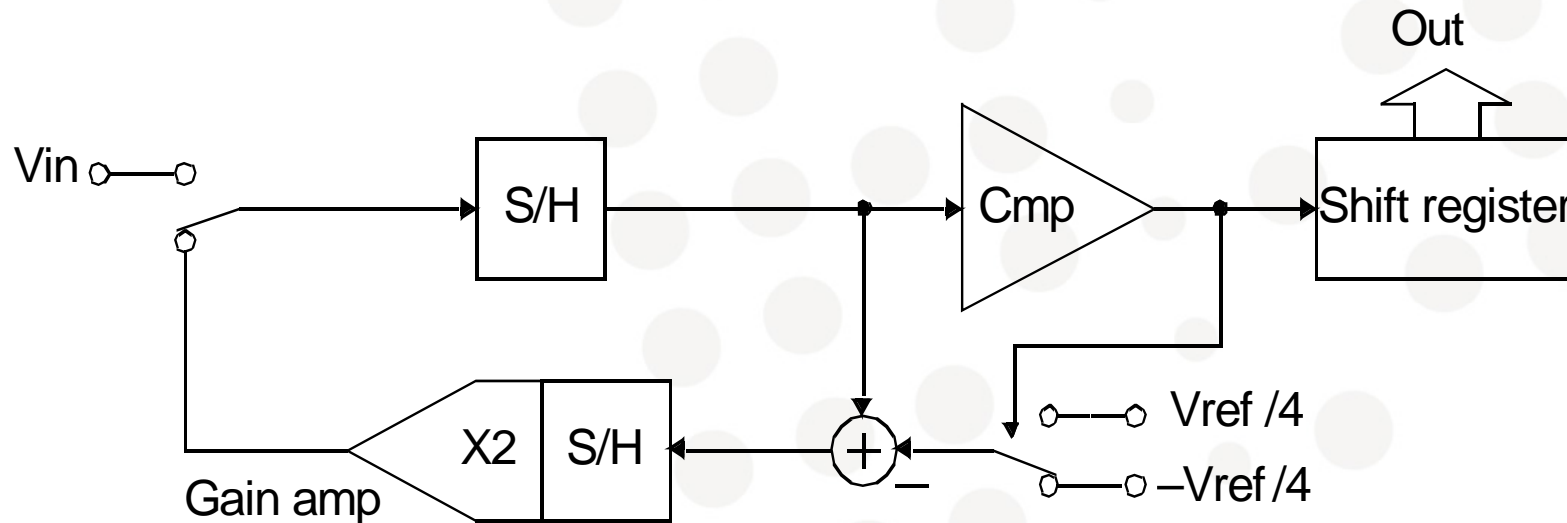 Out
Vin
S/H
Cmp
Shift register
X2
S/H
+
Vref /4
–
–Vref /4
Gain amp